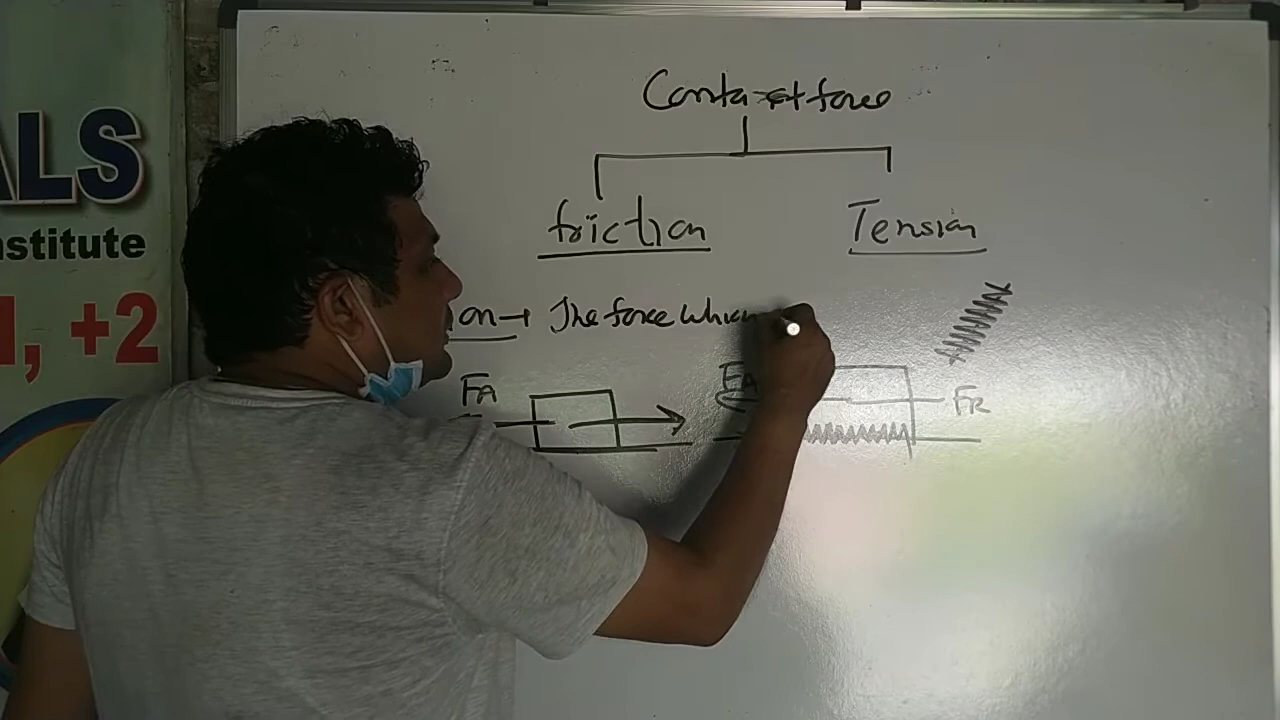 ALS
nstitute
1, +2
Contact force
friction
Tension
on → The force which
FA
FA
FR